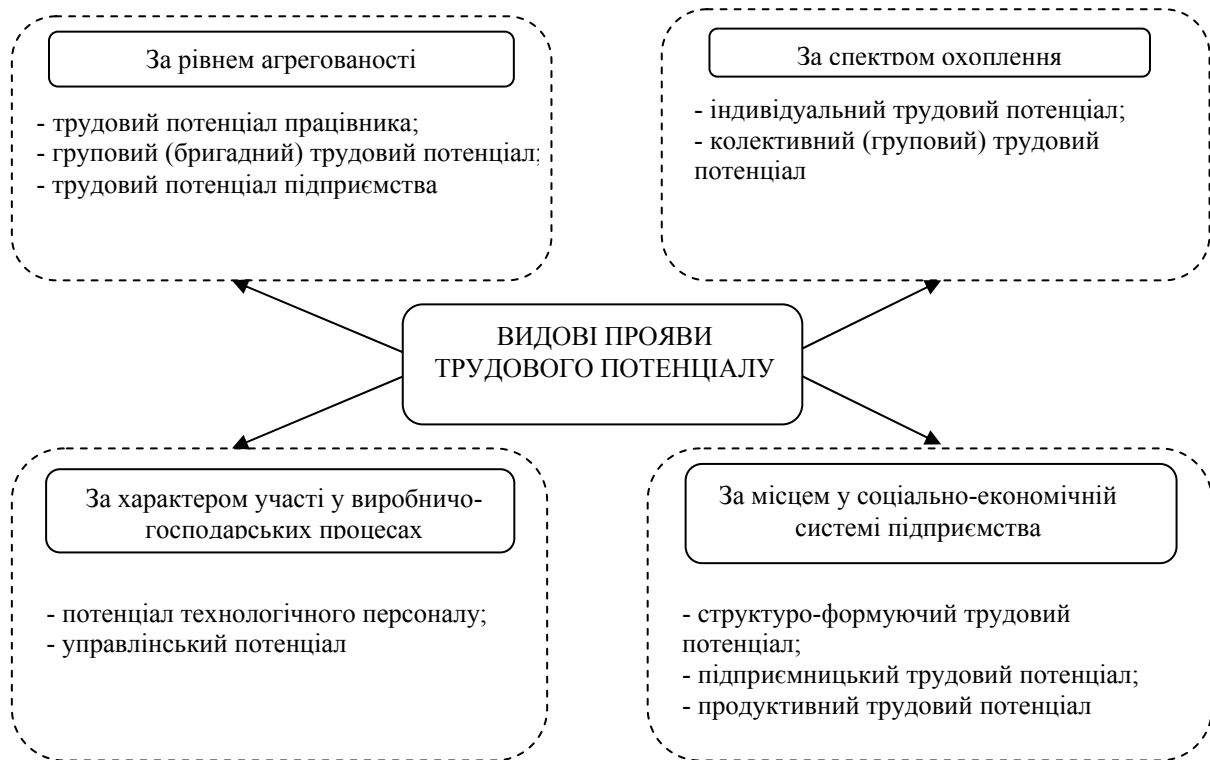 За рівнем агрегованості
- трудовий потенціал працівника;
- груповий (бригадний) трудовий потенціал;
- трудовий потенціал підприємства
За спектром охоплення
- індивідуальний трудовий потенціал;
- колективний (груповий) трудовий
потенціал
ВИДОВІ ПРОЯВИ
ТРУДОВОГО ПОТЕНЦІАЛУ
За характером участі у виробничо-
господарських процесах
- потенціал технологічного персоналу;
- управлінський потенціал
За місцем у соціально-економічній
системі підприємства
- структуро-формуючий трудовий
потенціал;
- підприємницький трудовий потенціал;
- продуктивний трудовий потенціал